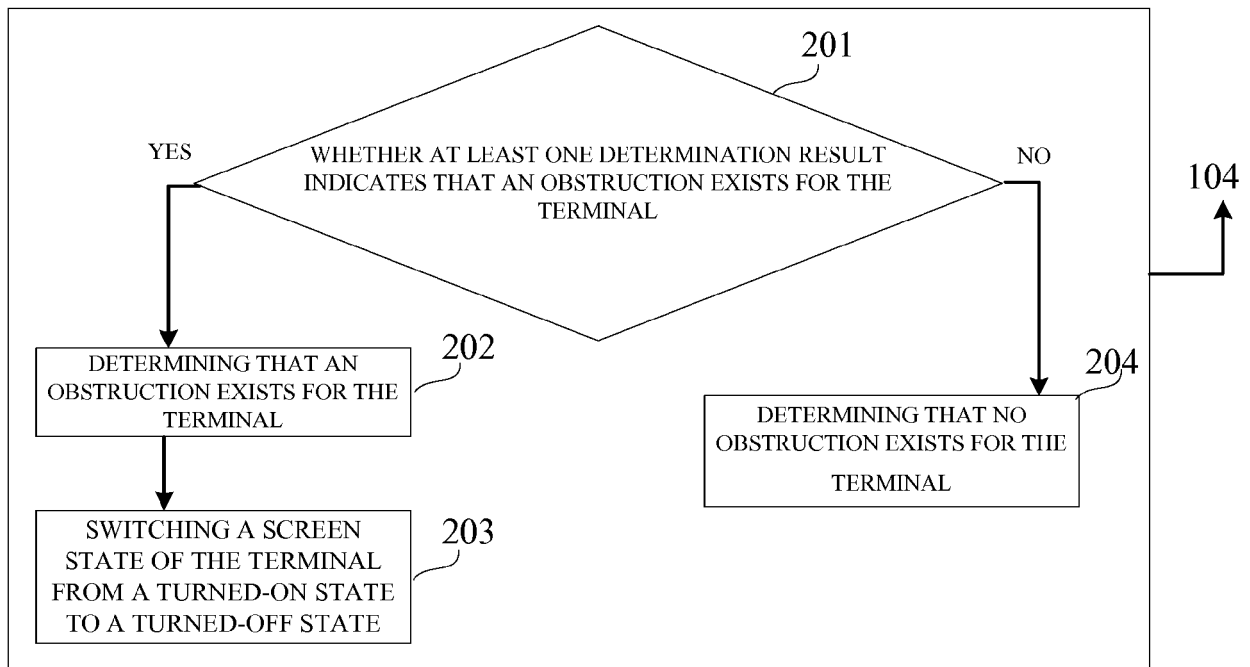 201
YES
WHETHER AT LEAST ONE DETERMINATION RESULT
INDICATES THAT AN OBSTRUCTION EXISTS FOR THE
TERMINAL
NO
104
202
DETERMINING THAT AN
OBSTRUCTION EXISTS FOR THE
TERMINAL
204
DETERMINING THAT NO
OBSTRUCTION EXISTS FOR THE
TERMINAL
203
SWITCHING A SCREEN
STATE OF THE TERMINAL
FROM A TURNED-ON STATE
TO A TURNED-OFF STATE